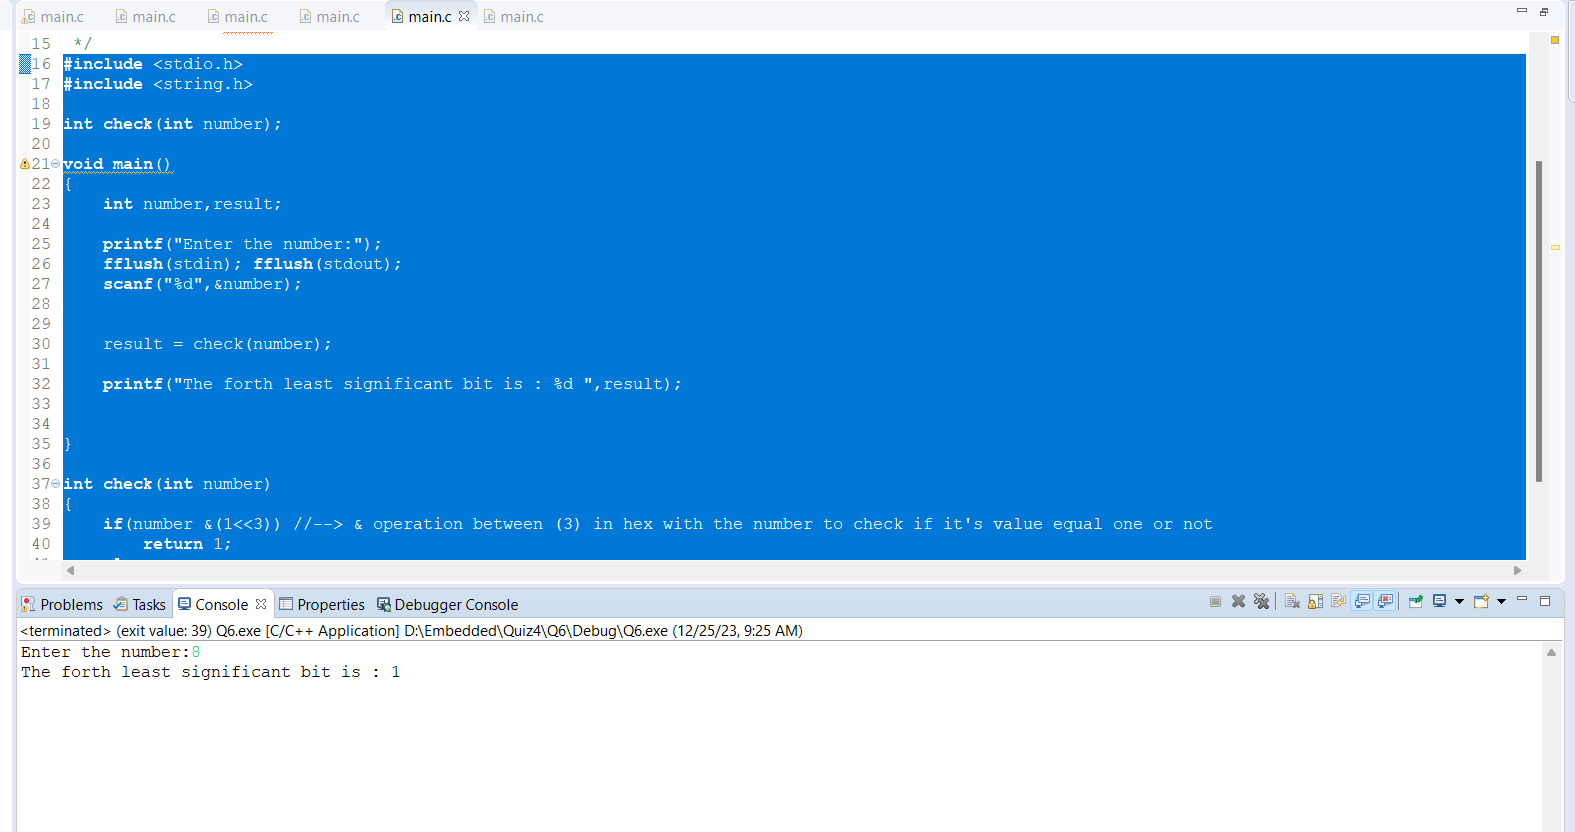 main.c main.c main.c main.c main.c main.c
15 */
16 #include <stdio.h>
17 #include <string.h>
18
19 int check(int number);
20
21 void main()
22 {
23 int number,result;
24
25 printf("Enter the number:");
26 fflush(stdin); fflush(stdout);
27 scanf("%d",&number);
28
29
30 result = check(number);
31
32 printf("The forth least significant bit is : %d ",result);
33
34
35 }
36
37 int check(int number)
38 {
39 if(number &(1<<3)) //--> & operation between (3) in hex with the number to check if it's value equal one or not
40 return 1;
Problems Tasks Console Properties Debugger Console
<terminated> (exit value: 39) Q6.exe [C/C++ Application] D:\Embedded\Quiz4\Q6\Debug\Q6.exe (12/25/23, 9:25 AM)
Enter the number:8
The forth least significant bit is : 1